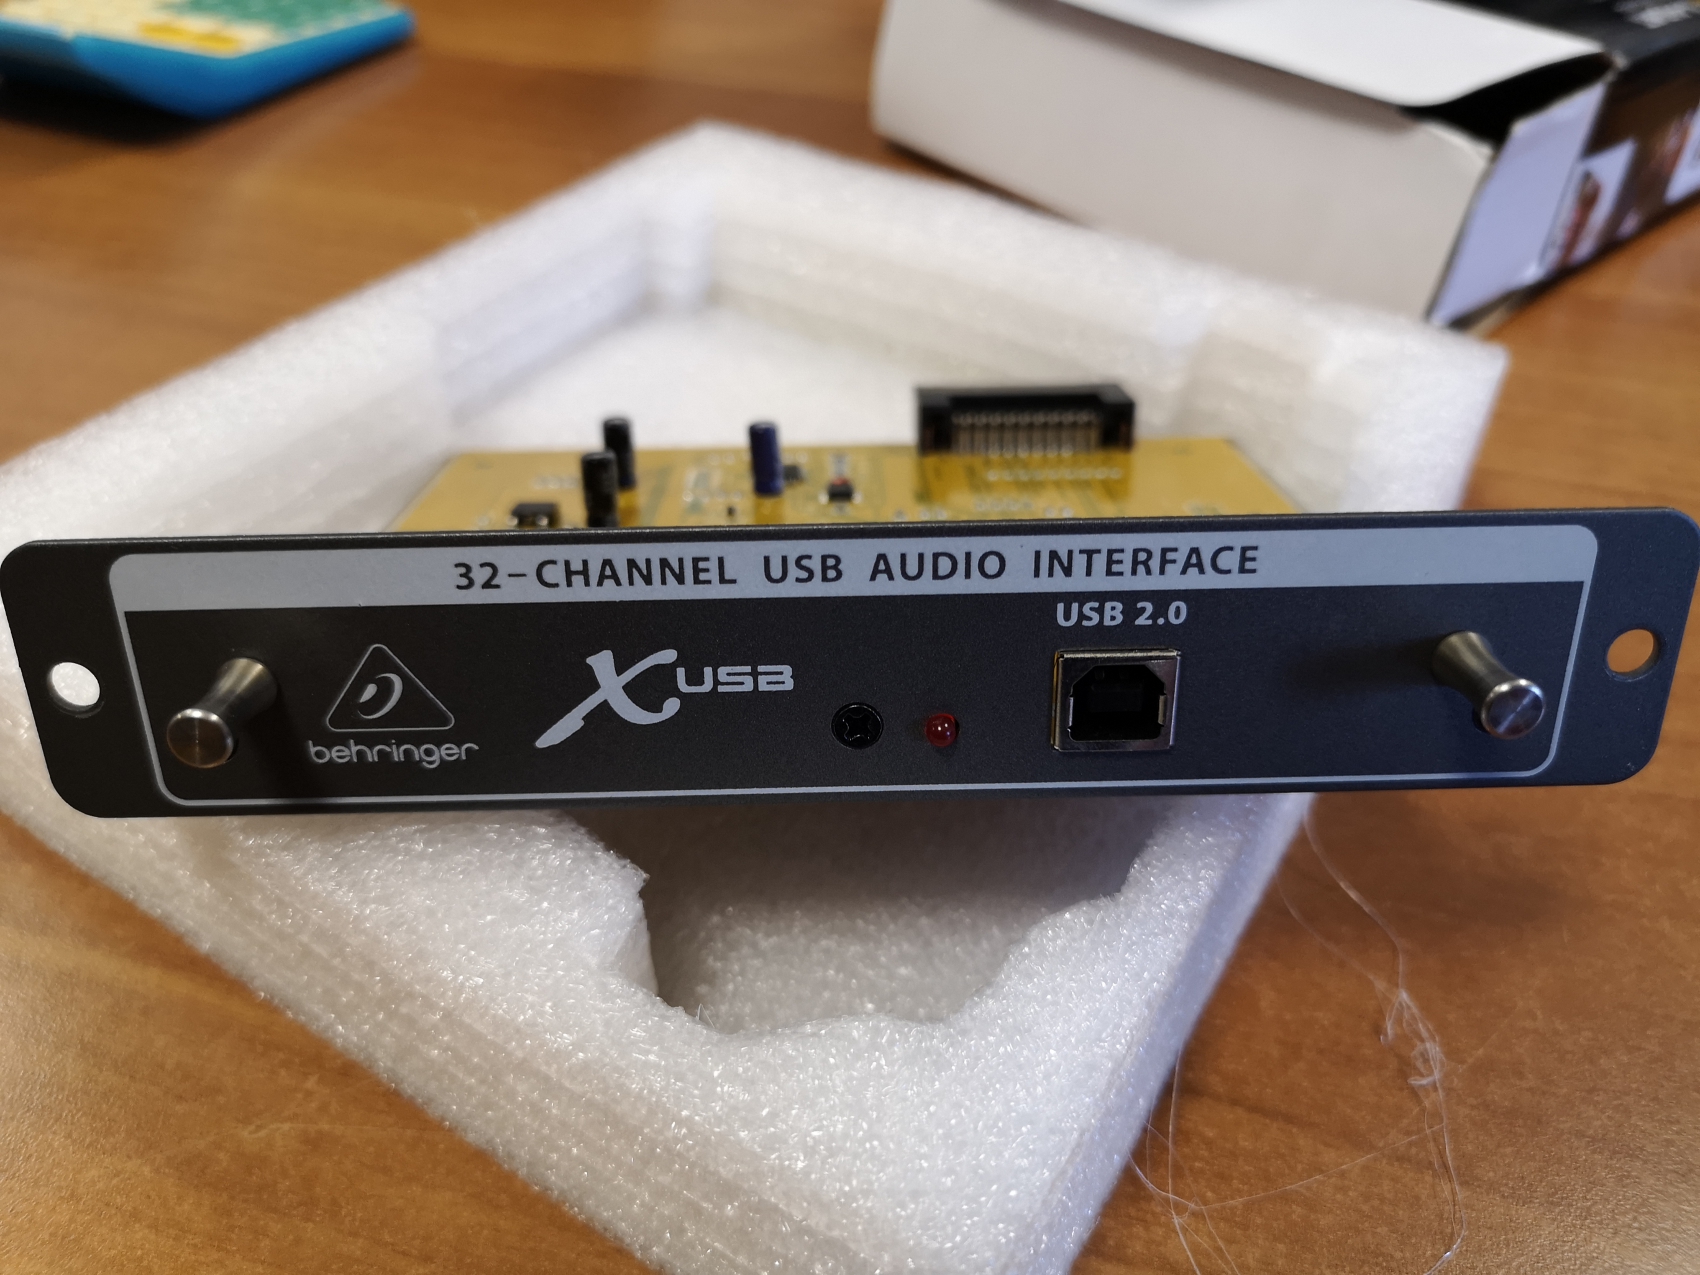 32-CHANNEL USB AUDIO INTERFACE
USB 2.0
XUSB
behringer